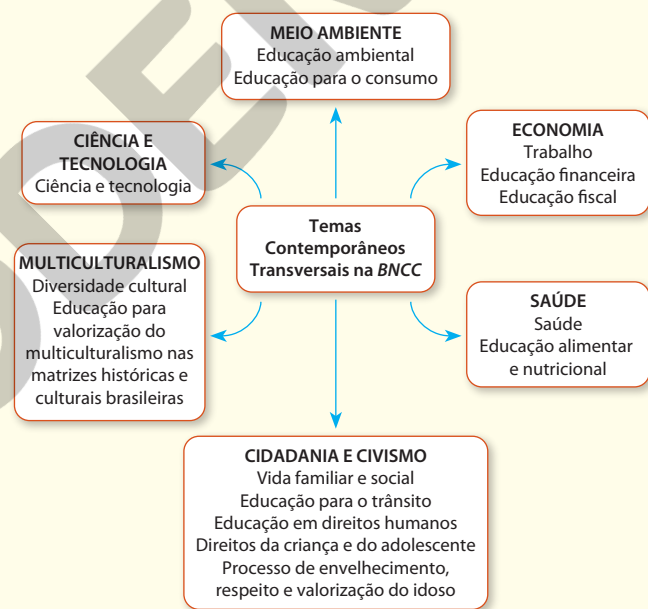 MEIO AMBIENTE
Educação ambiental
Educação para o consumo
CIÊNCIA E
TECNOLOGIA
Ciência e tecnologia
ECONOMIA
Trabalho
Educação financeira
Educação fiscal
Temas
Contemporâneos
Transversais na BNCC
MULTICULTURALISMO
Diversidade cultural
Educação para
valorização do
multiculturalismo nas
matrizes históricas e
culturais brasileiras
SAÚDE
Saúde
Educação alimentar
e nutricional
CIDADANIA E CIVISMO
Vida familiar e social
Educação para o trânsito
Educação em direitos humanos
Direitos da criança e do adolescente
Processo de envelhecimento,
respeito e valorização do idoso